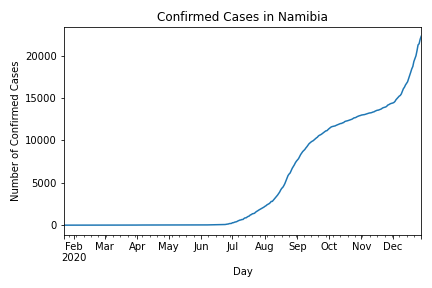 Confirmed Cases in Namibia
Number of Confirmed Cases
20000
15000
10000
5000
0
Feb Mar Apr May Jun Jul Aug Sep Oct Nov Dec
2020
Day